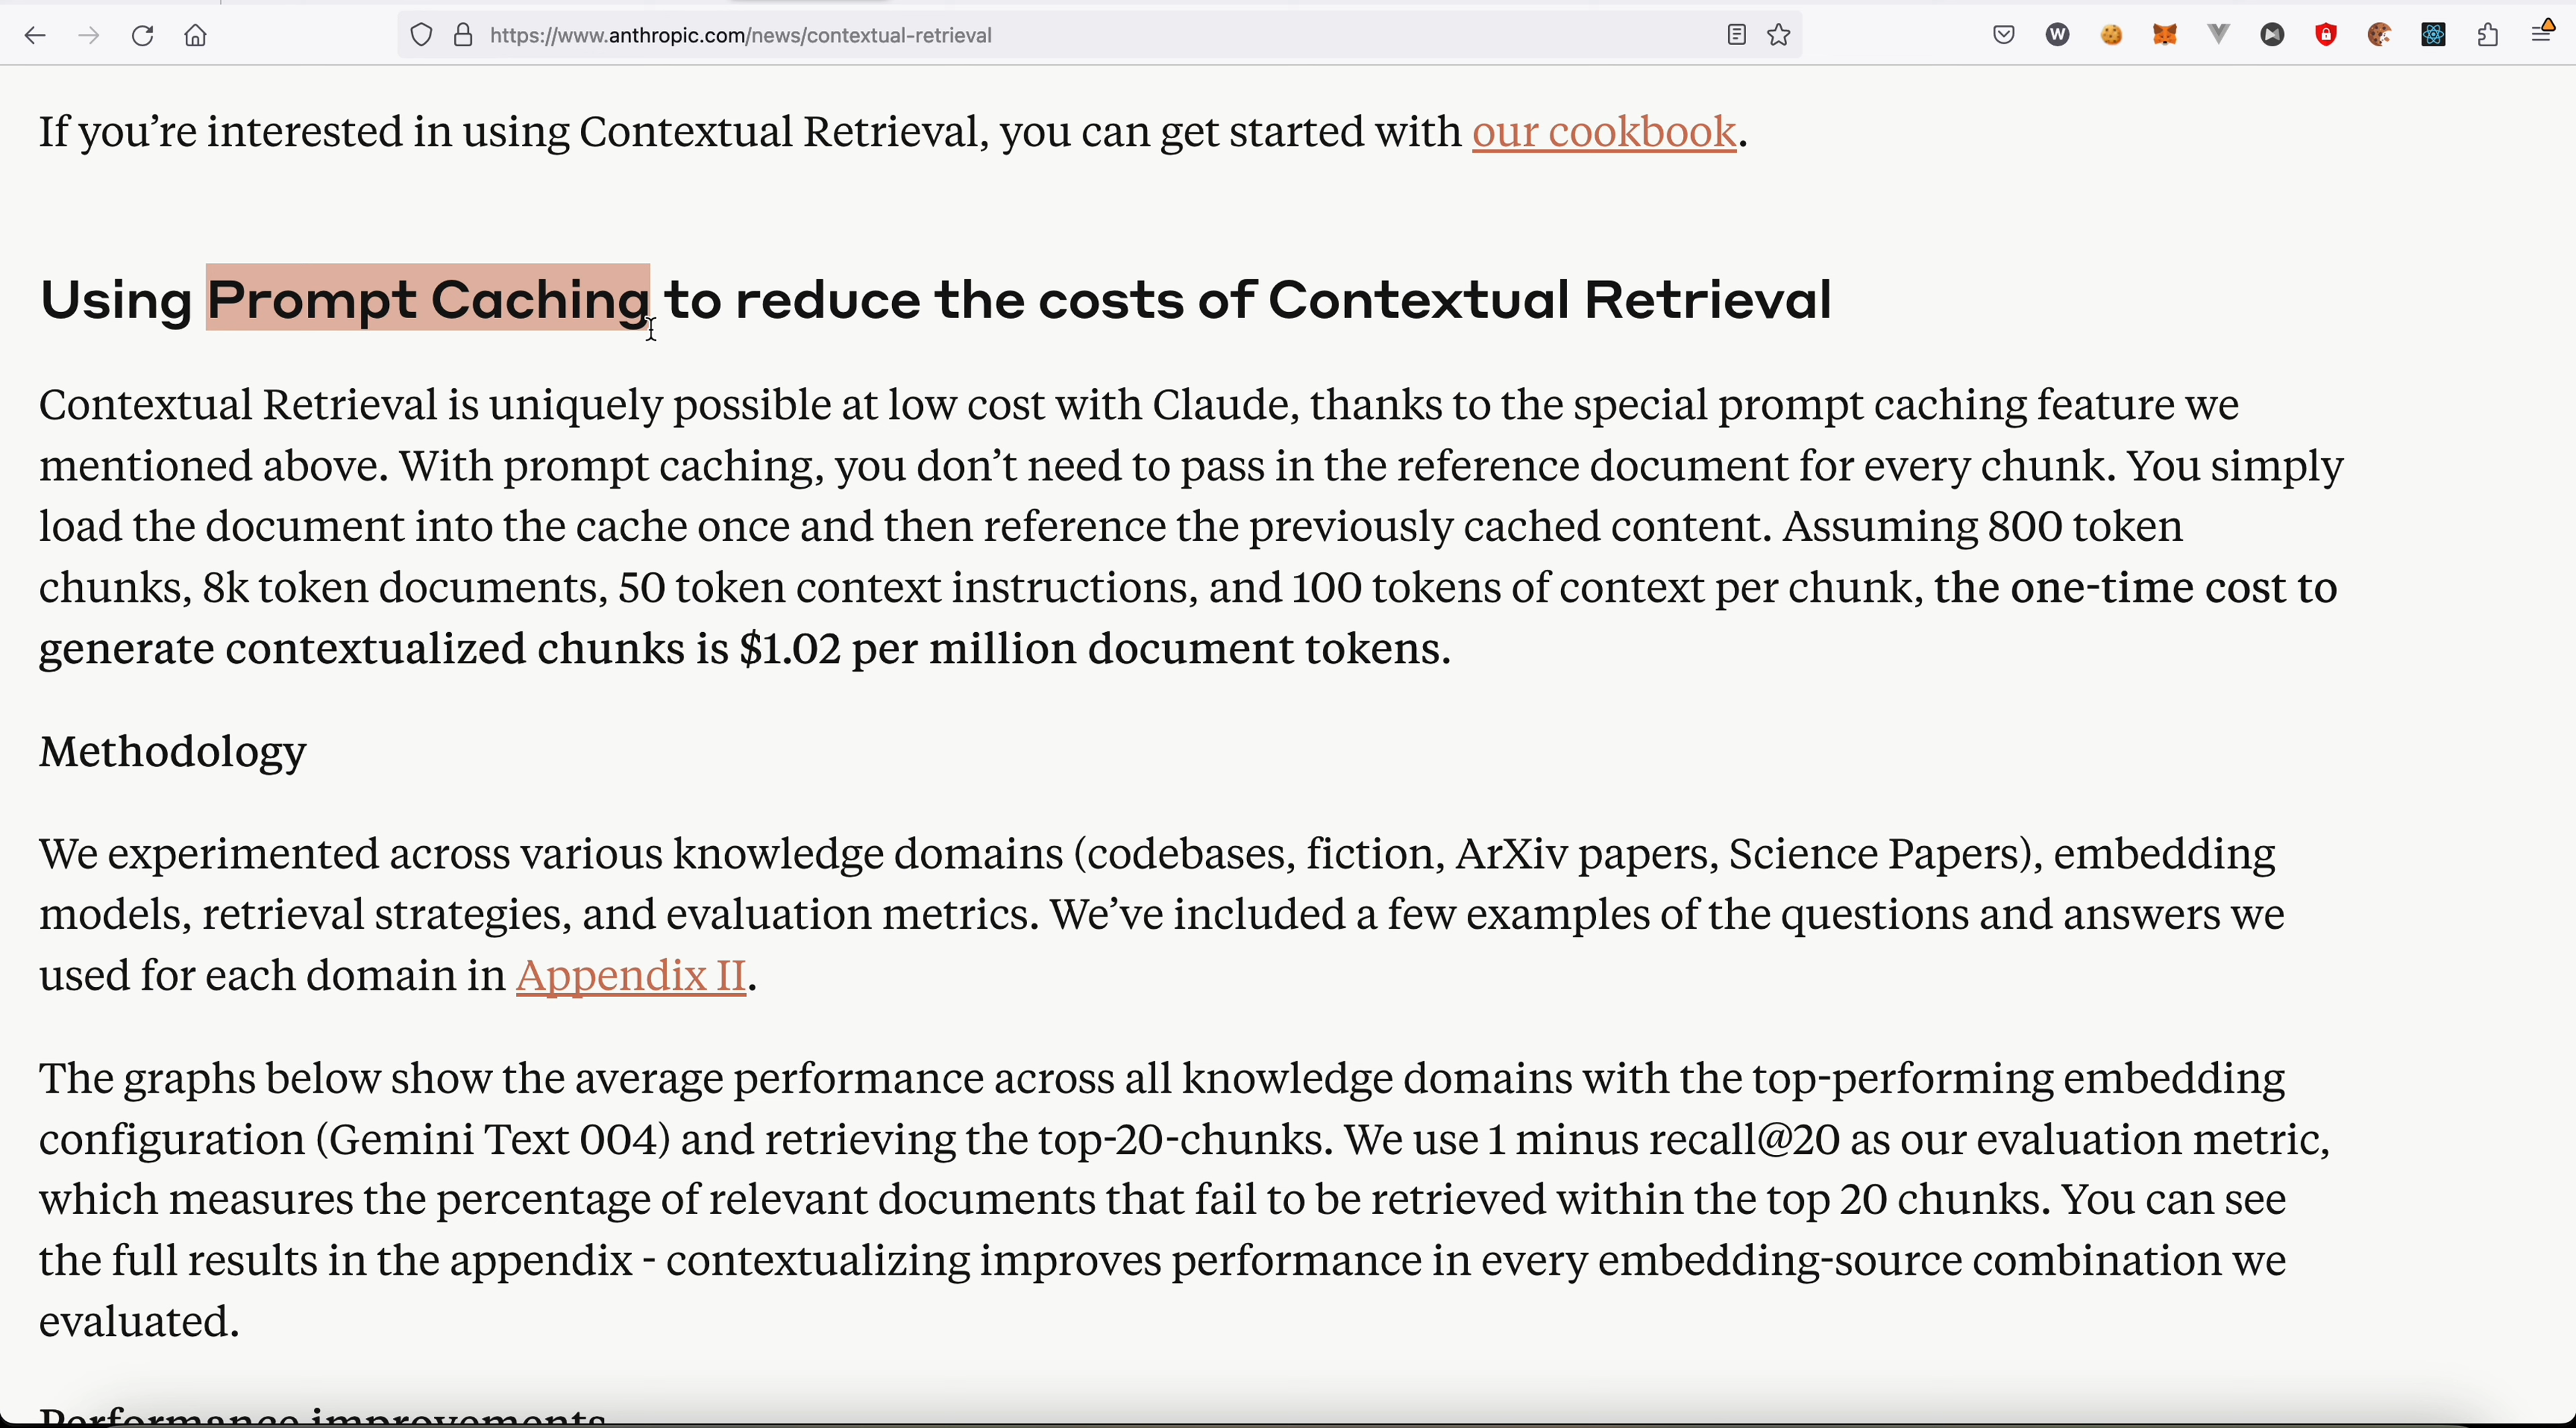 https://www.anthropic.com/news/contextual-retrieval
W
If you’re interested in using Contextual Retrieval, you can get started with our cookbook.
Using Prompt Caching to reduce the costs of Contextual Retrieval
Contextual Retrieval is uniquely possible at low cost with Claude, thanks to the special prompt caching feature we
mentioned above. With prompt caching, you don’t need to pass in the reference document for every chunk. You simply
load the document into the cache once and then reference the previously cached content. Assuming 800 token
chunks, 8k token documents, 50 token context instructions, and 100 tokens of context per chunk, the one-time cost to
generate contextualized chunks is $1.02 per million document tokens.
Methodology
We experimented across various knowledge domains (codebases, fiction, ArXiv papers, Science Papers), embedding
models, retrieval strategies, and evaluation metrics. We’ve included a few examples of the questions and answers we
used for each domain in Appendix II.
The graphs below show the average performance across all knowledge domains with the top-performing embedding
configuration (Gemini Text 004) and retrieving the top-20-chunks. We use 1 minus recall@20 as our evaluation metric,
which measures the percentage of relevant documents that fail to be retrieved within the top 20 chunks. You can see
the full results in the appendix - contextualizing improves performance in every embedding-source combination we
evaluated.
Performance improvements